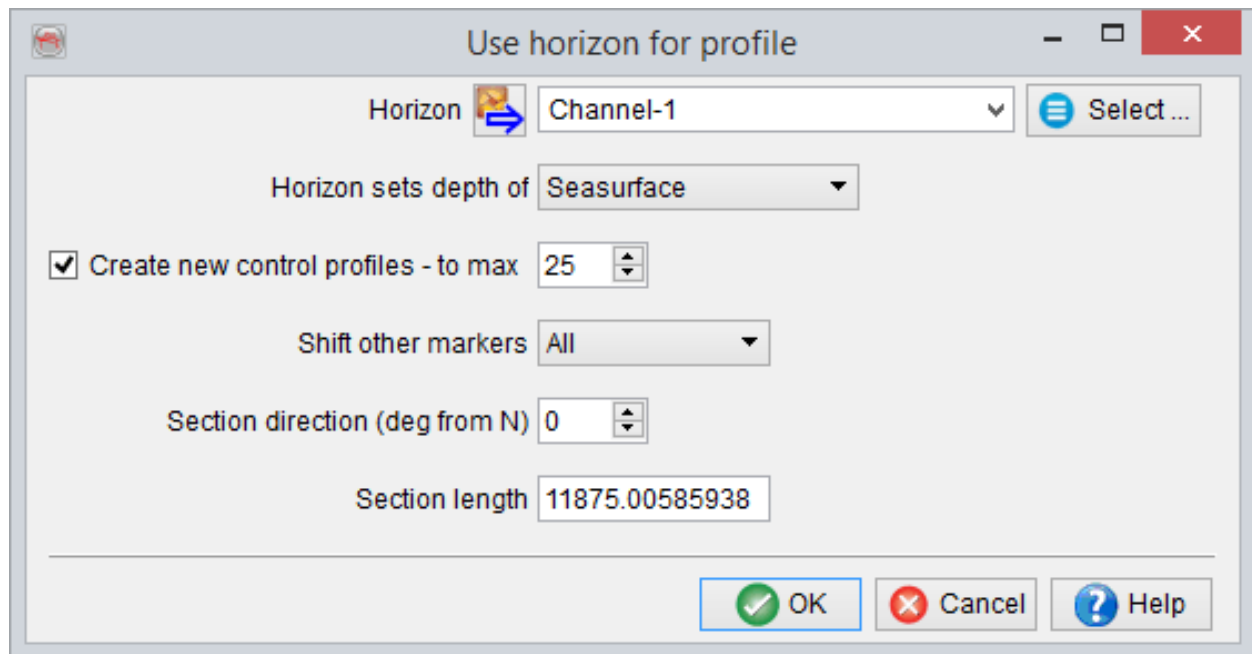 Use horizon for profile
Horizon Channel-1 Select ...
Horizon sets depth of Seasurface
Create new control profiles - to max 25
Shift other markers All
Section direction (deg from N) 0
Section length 11875.00585938
OK Cancel Help